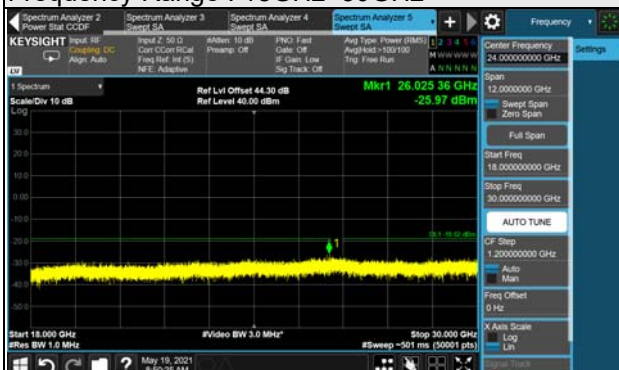 Frequency Range : 18GHz~30GHz
Spectrum Analyzer 2
Power Stat CCDF
Spectrum Analyzer 3
Swept SA
Spectrum Analyzer 4
Swept SA
Spectrum Analyzer 5
Swept SA
Frequency
KEYSIGHT
Input: RF
Coupling: DC
Align: Auto
Input Z: 50 Ω
Corr CCorr RCal
Freq Ref: Int (S)
NFE: Adaptive
#Atten: 10 dB
Preamp: Off
PNO: Fast
Gate: Off
IF Gain: Low
Sig Track: Off
Avg Type: Power (RMS)
Avg|Hold:>100/100
Trig: Free Run
1 2 3 4 5 6
M W W W W W
A N N N N N
Center Frequency
24.000000000 GHz
Settings
Span
12.0000000 GHz
Swept Span
Zero Span
Full Span
Start Freq
18.000000000 GHz
Stop Freq
30.000000000 GHz
AUTO TUNE
CF Step
1.200000000 GHz
Auto
Man
Freq Offset
0 Hz
X Axis Scale
Log
Lin
Signal Track
1 Spectrum
Scale/Div 10 dB
Log
Ref Lvl Offset 44.30 dB
Ref Level 40.00 dBm
Mkr1 26.025 36 GHz
-25.97 dBm
30.0
20.0
10.0
0.00
-10.0
-20.0
-30.0
-40.0
-50.0
1
Start 18.000 GHz
#Res BW 1.0 MHz
#Video BW 3.0 MHz*
Stop 30.000 GHz
#Sweep ~501 ms (50001 pts)
May 19, 2021